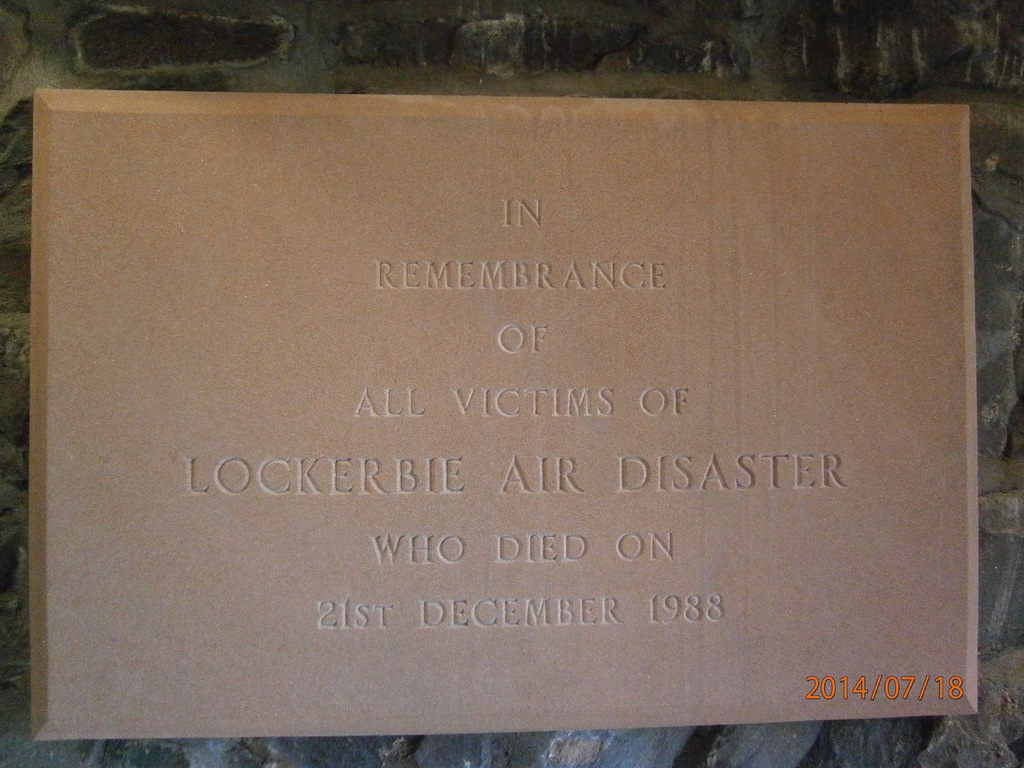 IN
REMEMBRANCE
OF
ALL VICTIMS OF
LOCKERBIE AIR DISASTER
WHO DIED ON
21ST DECEMBER 1988
2014/07/18